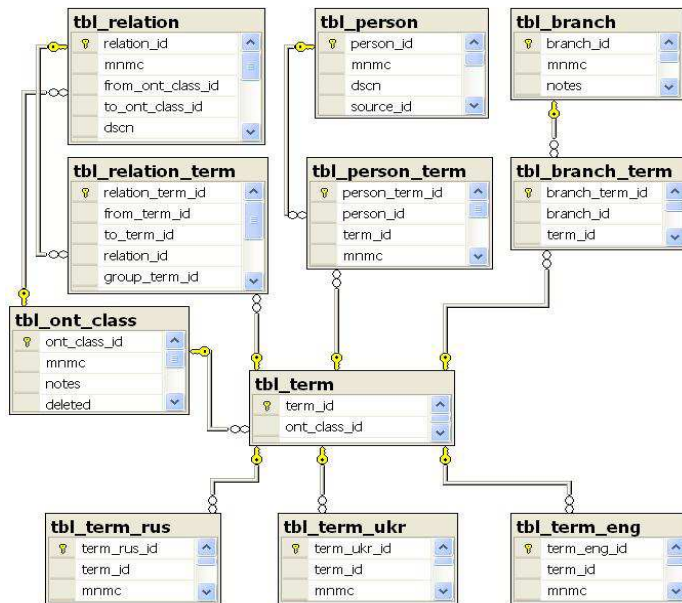 tbl_relation
relation_id
mnmc
from_ont_class_id
to_ont_class_id
dscn
tbl_person
person_id
mnmc
dscn
source_id
tbl_branch
branch_id
mnmc
notes
tbl_relation_term
relation_term_id
from_term_id
to_term_id
relation_id
group_term_id
tbl_person_term
person_term_id
person_id
term_id
mnmc
tbl_branch_term
branch_term_id
branch_id
term_id
tbl_ont_class
ont_class_id
mnmc
notes
deleted
tbl_term
term_id
ont_class_id
tbl_term_rus
term_rus_id
term_id
mnmc
tbl_term_ukr
term_ukr_id
term_id
mnmc
tbl_term_eng
term_eng_id
term_id
mnmc